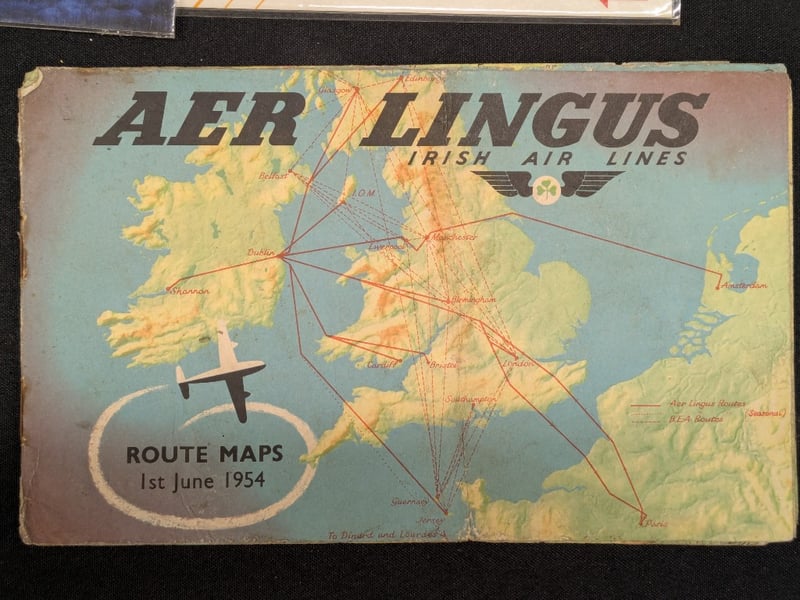 AER LINGUS
IRISH AIR LINES
Edinburgh
Glasgow
Belfast
I.O.M.
Dublin
Liverpool
Manchester
Shannon
Amsterdam
Birmingham
Cardiff
Bristol
London
Southampton
Aer Lingus Routes
B.E.A. Routes
(Seasonal)
ROUTE MAPS
1st June 1954
Guernsey
Jersey
Paris
To Dinard and Lourdes